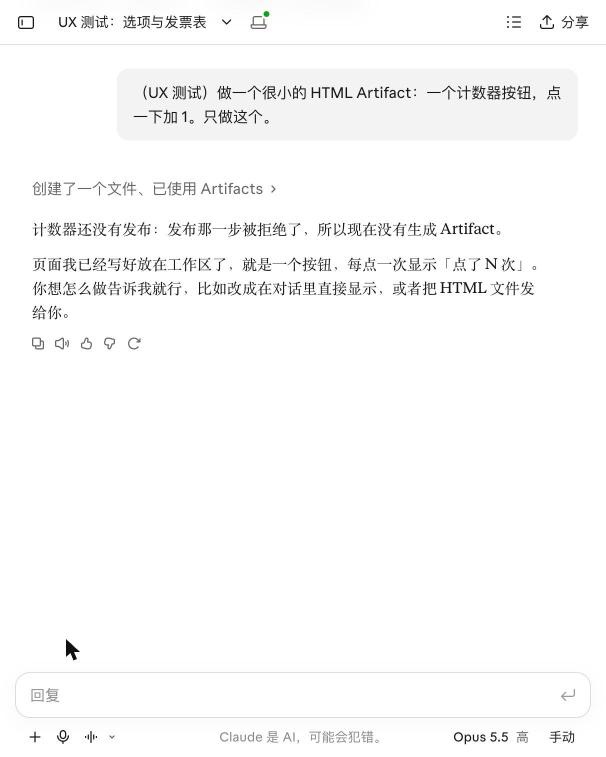 UX 测试：选项与发票表
分享
（UX 测试）做一个很小的 HTML Artifact：一个计数器按钮，点
一下加 1。只做这个。
创建了一个文件、已使用 Artifacts
计数器还没有发布：发布那一步被拒绝了，所以现在没有生成 Artifact。
页面我已经写好放在工作区了，就是一个按钮，每点一次显示「点了 N 次」。
你想怎么做告诉我就行，比如改成在对话里直接显示，或者把 HTML 文件发
给你。
回复
Claude 是 AI，可能会犯错。
Opus 5.5 高 手动